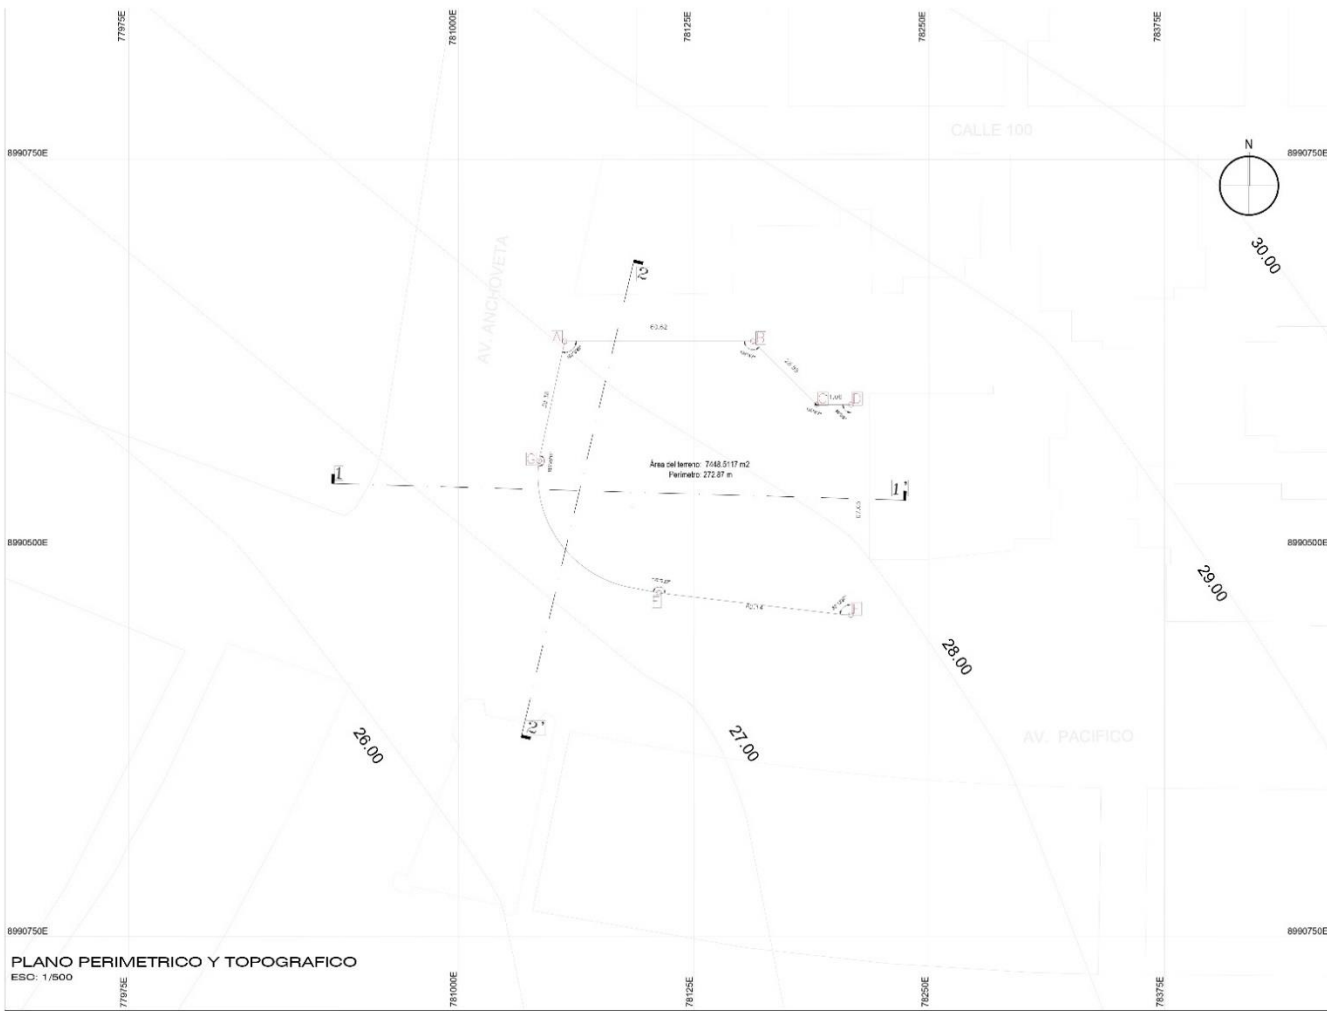 77975E
781000E
78125E
78250E
78375E
CALLE 100
8990750E
8990750E
N
30.00
AV. ANCHOVETA
2
A
60.62
B
C
D
G
Área del terreno: 7448.5117 m2
Perimetro: 272.87 m
1
1'
8990500E
8990500E
29.00
28.00
2'
26.00
27.00
AV. PACIFICO
8990750E
8990750E
PLANO PERIMETRICO Y TOPOGRAFICO
ESC: 1/500
77975E
781000E
78125E
78250E
78375E